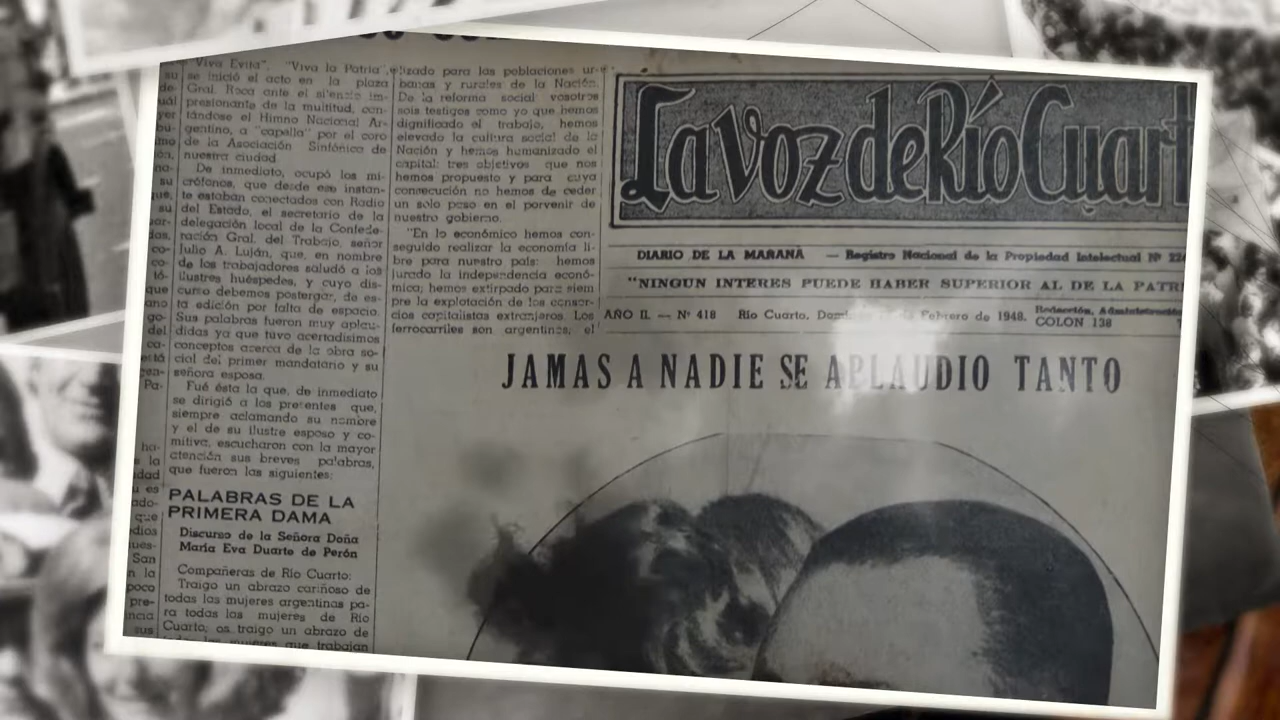 "Viva Evita", "Viva la Patria",
se inició el acto en la plaza
Gral. Roca ante el silencio im-
presionante de la multitud, can-
tándose el Himno Nacional Ar-
gentino, a "capalla" por el coro
de la Asociación Sinfónica de
nuestra ciudad.
De inmediato, ocupó los mi-
crófonos, que desde ese instan-
te estaban conectados con Radio
del Estado, el secretario de la
delegación local de la Confede-
ración Gral. del Trabajo, señor
Julio A. Luján, que, en nombre
de los trabajadores saludó a los
ilustres huéspedes, y cuyo dis-
curso debemos postergar, de es-
ta edición por falta de espacio.
Sus palabras fueron muy aplau-
didas ya que tuvo acertadísimos
conceptos acerca de la obra so-
cial del primer mandatario y su
señora esposa.
Fué ésta la que, de inmediato
se dirigió a los presentes que,
siempre aclamando su nombre
y el de su ilustre esposo y co-
mitiva, escucharon con la mayor
atención sus breves palabras,
que fueron las siguientes:
PALABRAS DE LA
PRIMERA DAMA
Discurso de la Señora Doña
María Eva Duarte de Perón
Compañeras de Río Cuarto:
Traigo un abrazo cariñoso de
todas las mujeres argentinas pa-
ra todas las mujeres de Río
Cuarto; os traigo un abrazo de
mujeres que trabajan
lizado para las poblaciones ur-
banas y rurales de la Nación.
De la reforma social vosotros
sois testigos como yo que hemos
dignificado el trabajo, hemos
elevado la cultura social de la
Nación y hemos humanizado el
capital: tres objetivos que nos
hemos propuesto y para cuya
consecución no hemos de ceder
un solo paso en el porvenir de
nuestro gobierno.
"En lo económico hemos con-
seguido realizar la economía li-
bre para nuestro país: hemos
jurado la independencia econó-
mica; hemos extirpado para siem
pre la explotación de los consor-
cios capitalistas extranjeros. Los
ferrocarriles son argentinos, el
La Voz de Río Cuart
DIARIO DE LA MAÑANA — Registro Nacional de la Propiedad Intelectual Nº
"NINGUN INTERES PUEDE HABER SUPERIOR AL DE LA PATRI
AÑO II. — Nº 418 Río Cuarto, de Febrero de 1948. Redacción, Administración
COLON 138
JAMAS A NADIE SE APLAUDIO TANTO